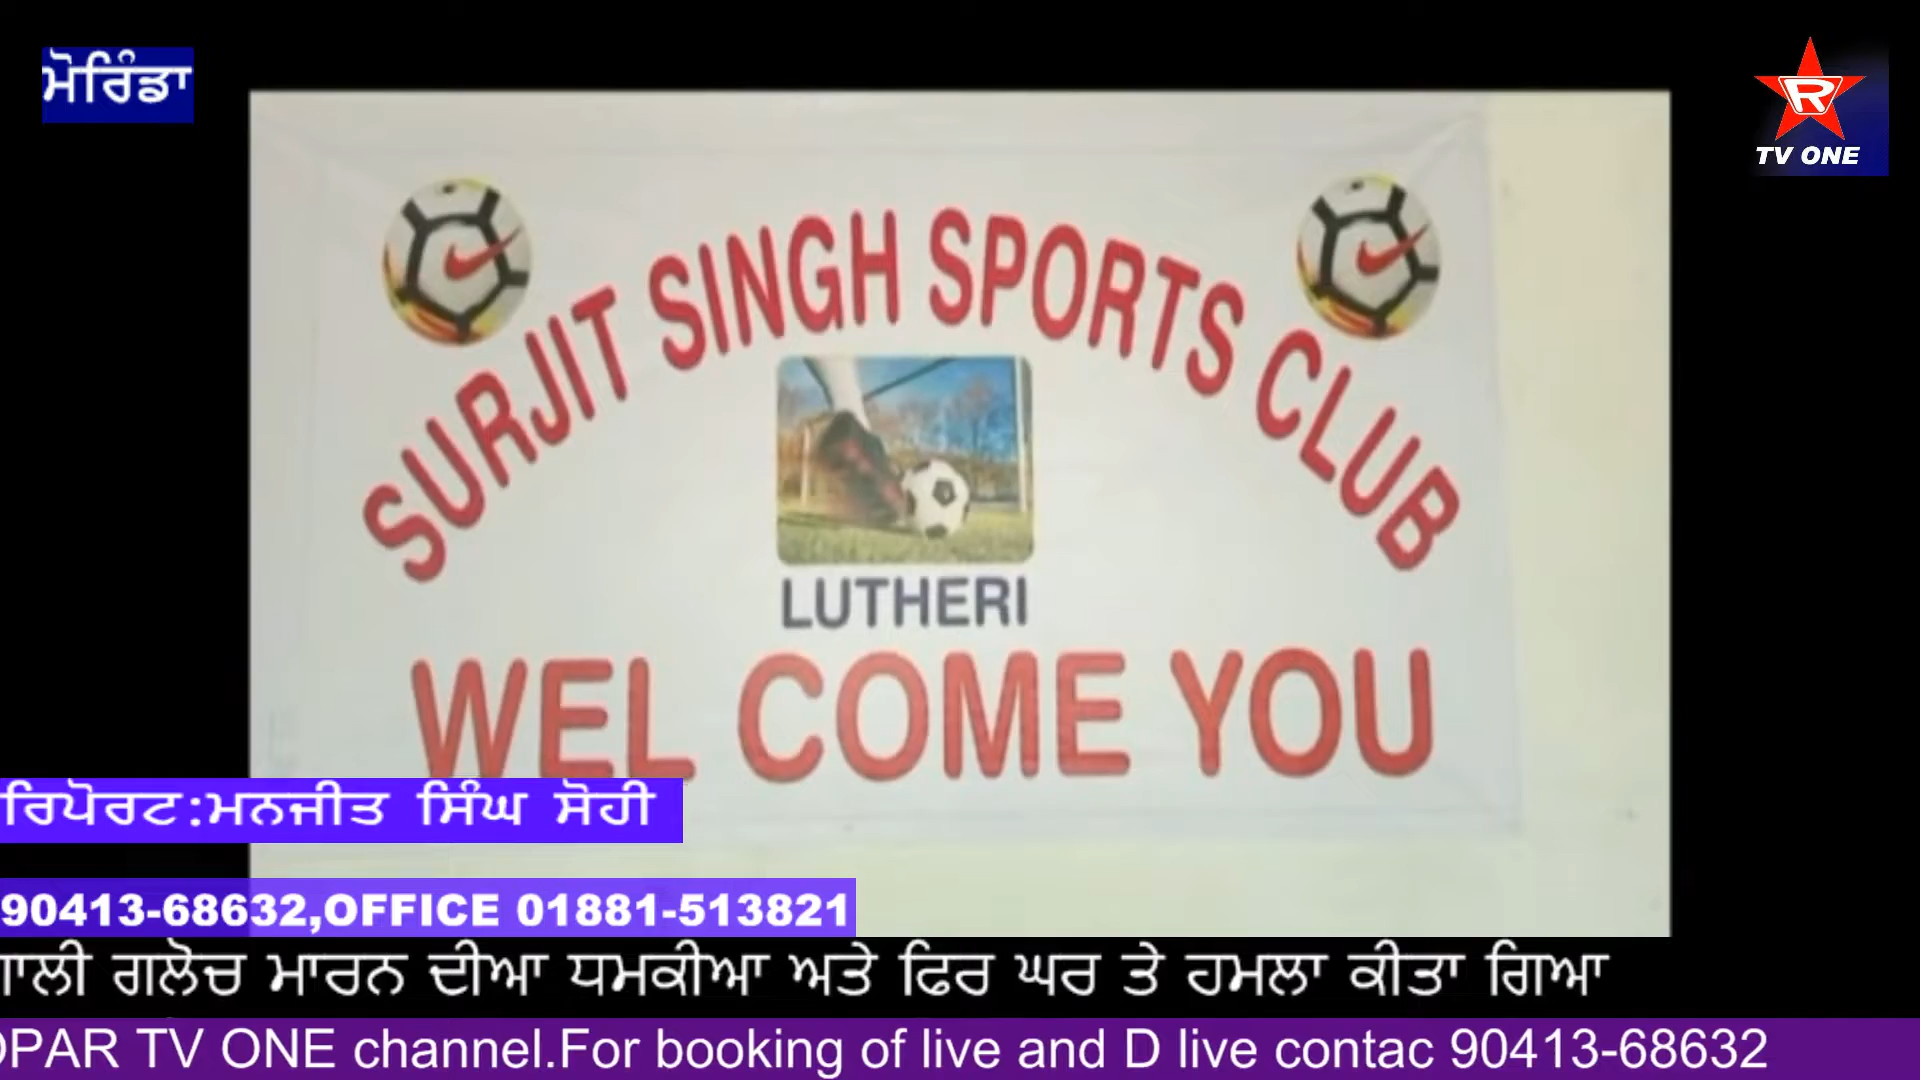 ਮੋਰਿੰਡਾ
R
TV ONE
SURJIT SINGH SPORTS CLUB
LUTHERI
WEL COME YOU
ਰਿਪੋਰਟ:ਮਨਜੀਤ ਸਿੰਘ ਸੋਹੀ
90413-68632,OFFICE 01881-513821
ਗਲੋਚ ਮਾਰਨ ਦੀਆ ਧਮਕੀਆ ਅਤੇ ਫਿਰ ਘਰ ਤੇ ਹਮਲਾ ਕੀਤਾ ਗਿਆ
OPAR TV ONE channel.For booking of live and D live contac 90413-68632